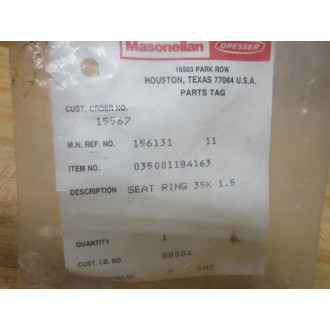 Masoneilan DRESSER
16503 PARK ROW
HOUSTON, TEXAS 77084 U.S.A.
PARTS TAG
CUST. ORDER NO.
15567
M.N. REF. NO. 156131 11
ITEM NO. 035001184163
DESCRIPTION SEAT RING 35K 1.5
QUANTITY 1
CUST. I.D. NO. 88004